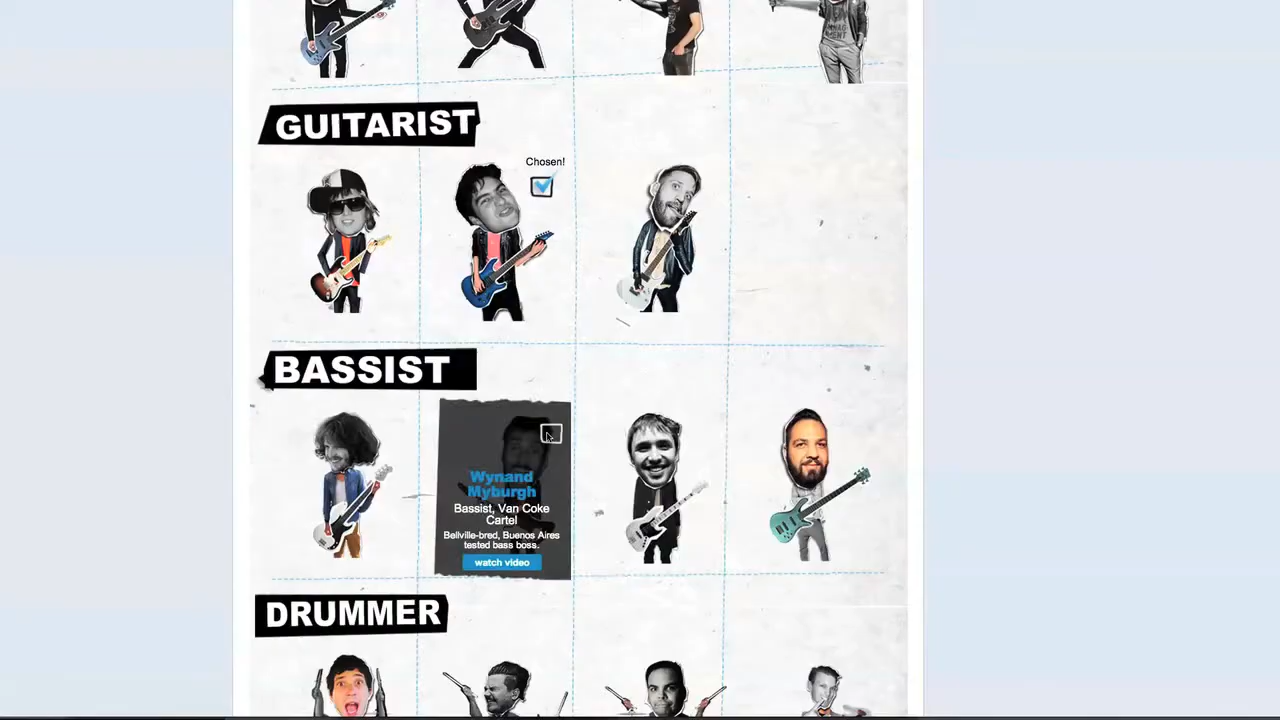 GUITARIST
Chosen!
BASSIST
Wynand
Myburgh
Bassist, Van Coke
Cartel
Bellville-bred, Buenos Aires
tested bass boss.
watch video
DRUMMER